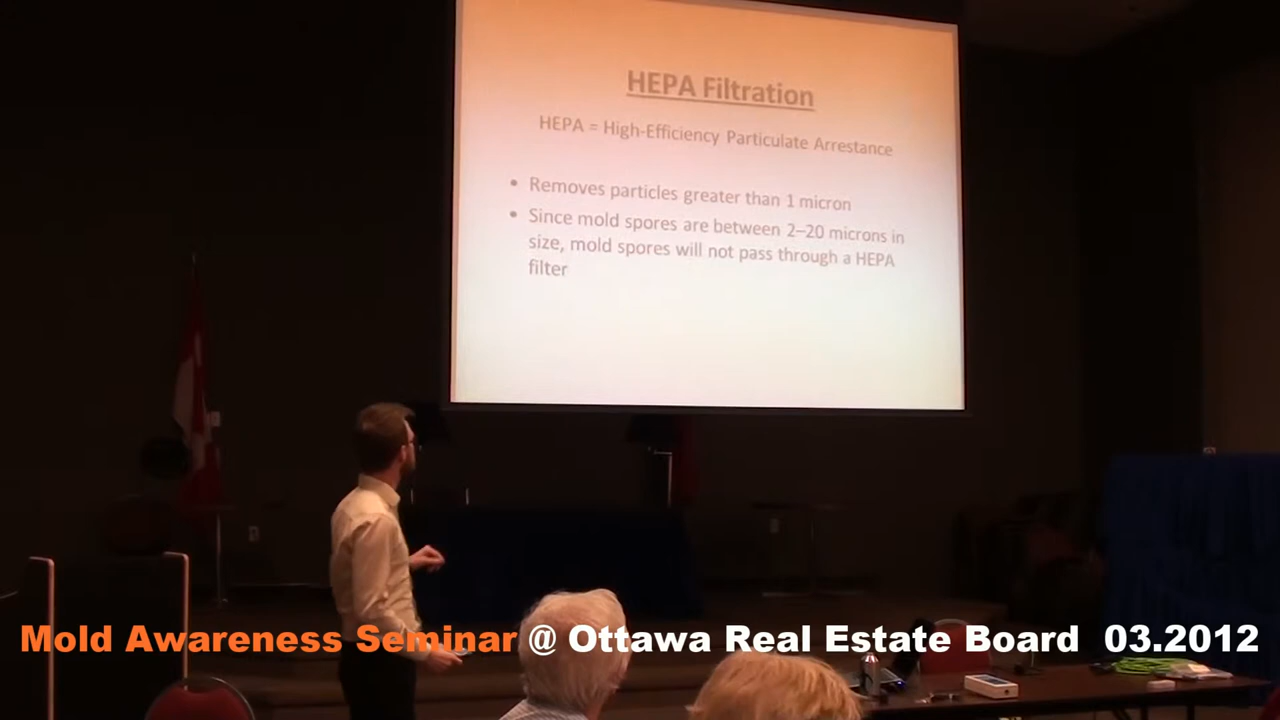 HEPA Filtration
HEPA = High-Efficiency Particulate Arrestance
• Removes particles greater than 1 micron
• Since mold spores are between 2–20 microns in
size, mold spores will not pass through a HEPA
filter
Mold Awareness Seminar @ Ottawa Real Estate Board 03.2012